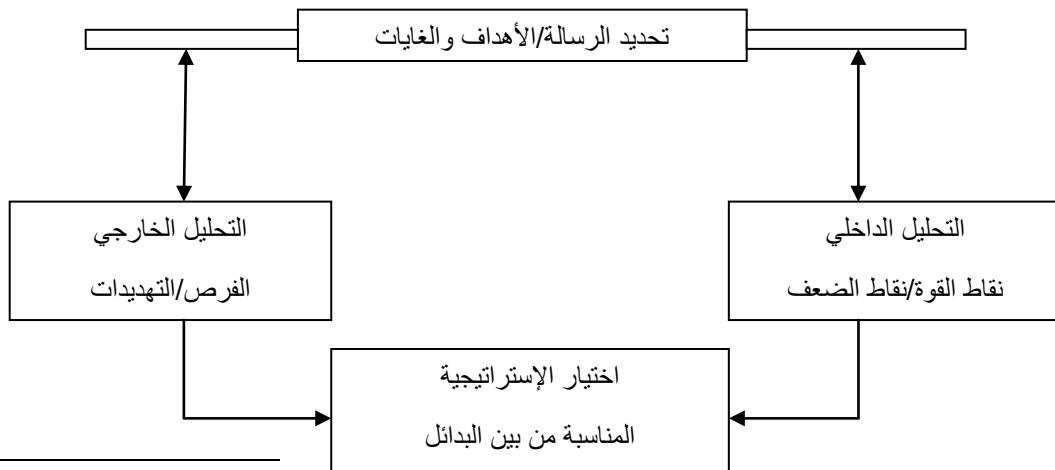 تحديد الرسالة/الأهداف والغايات
التحليل الداخلي
نقاط القوة/نقاط الضعف
التحليل الخارجي
الفرص/التهديدات
اختيار الإستراتيجية
المناسبة من بين البدائل